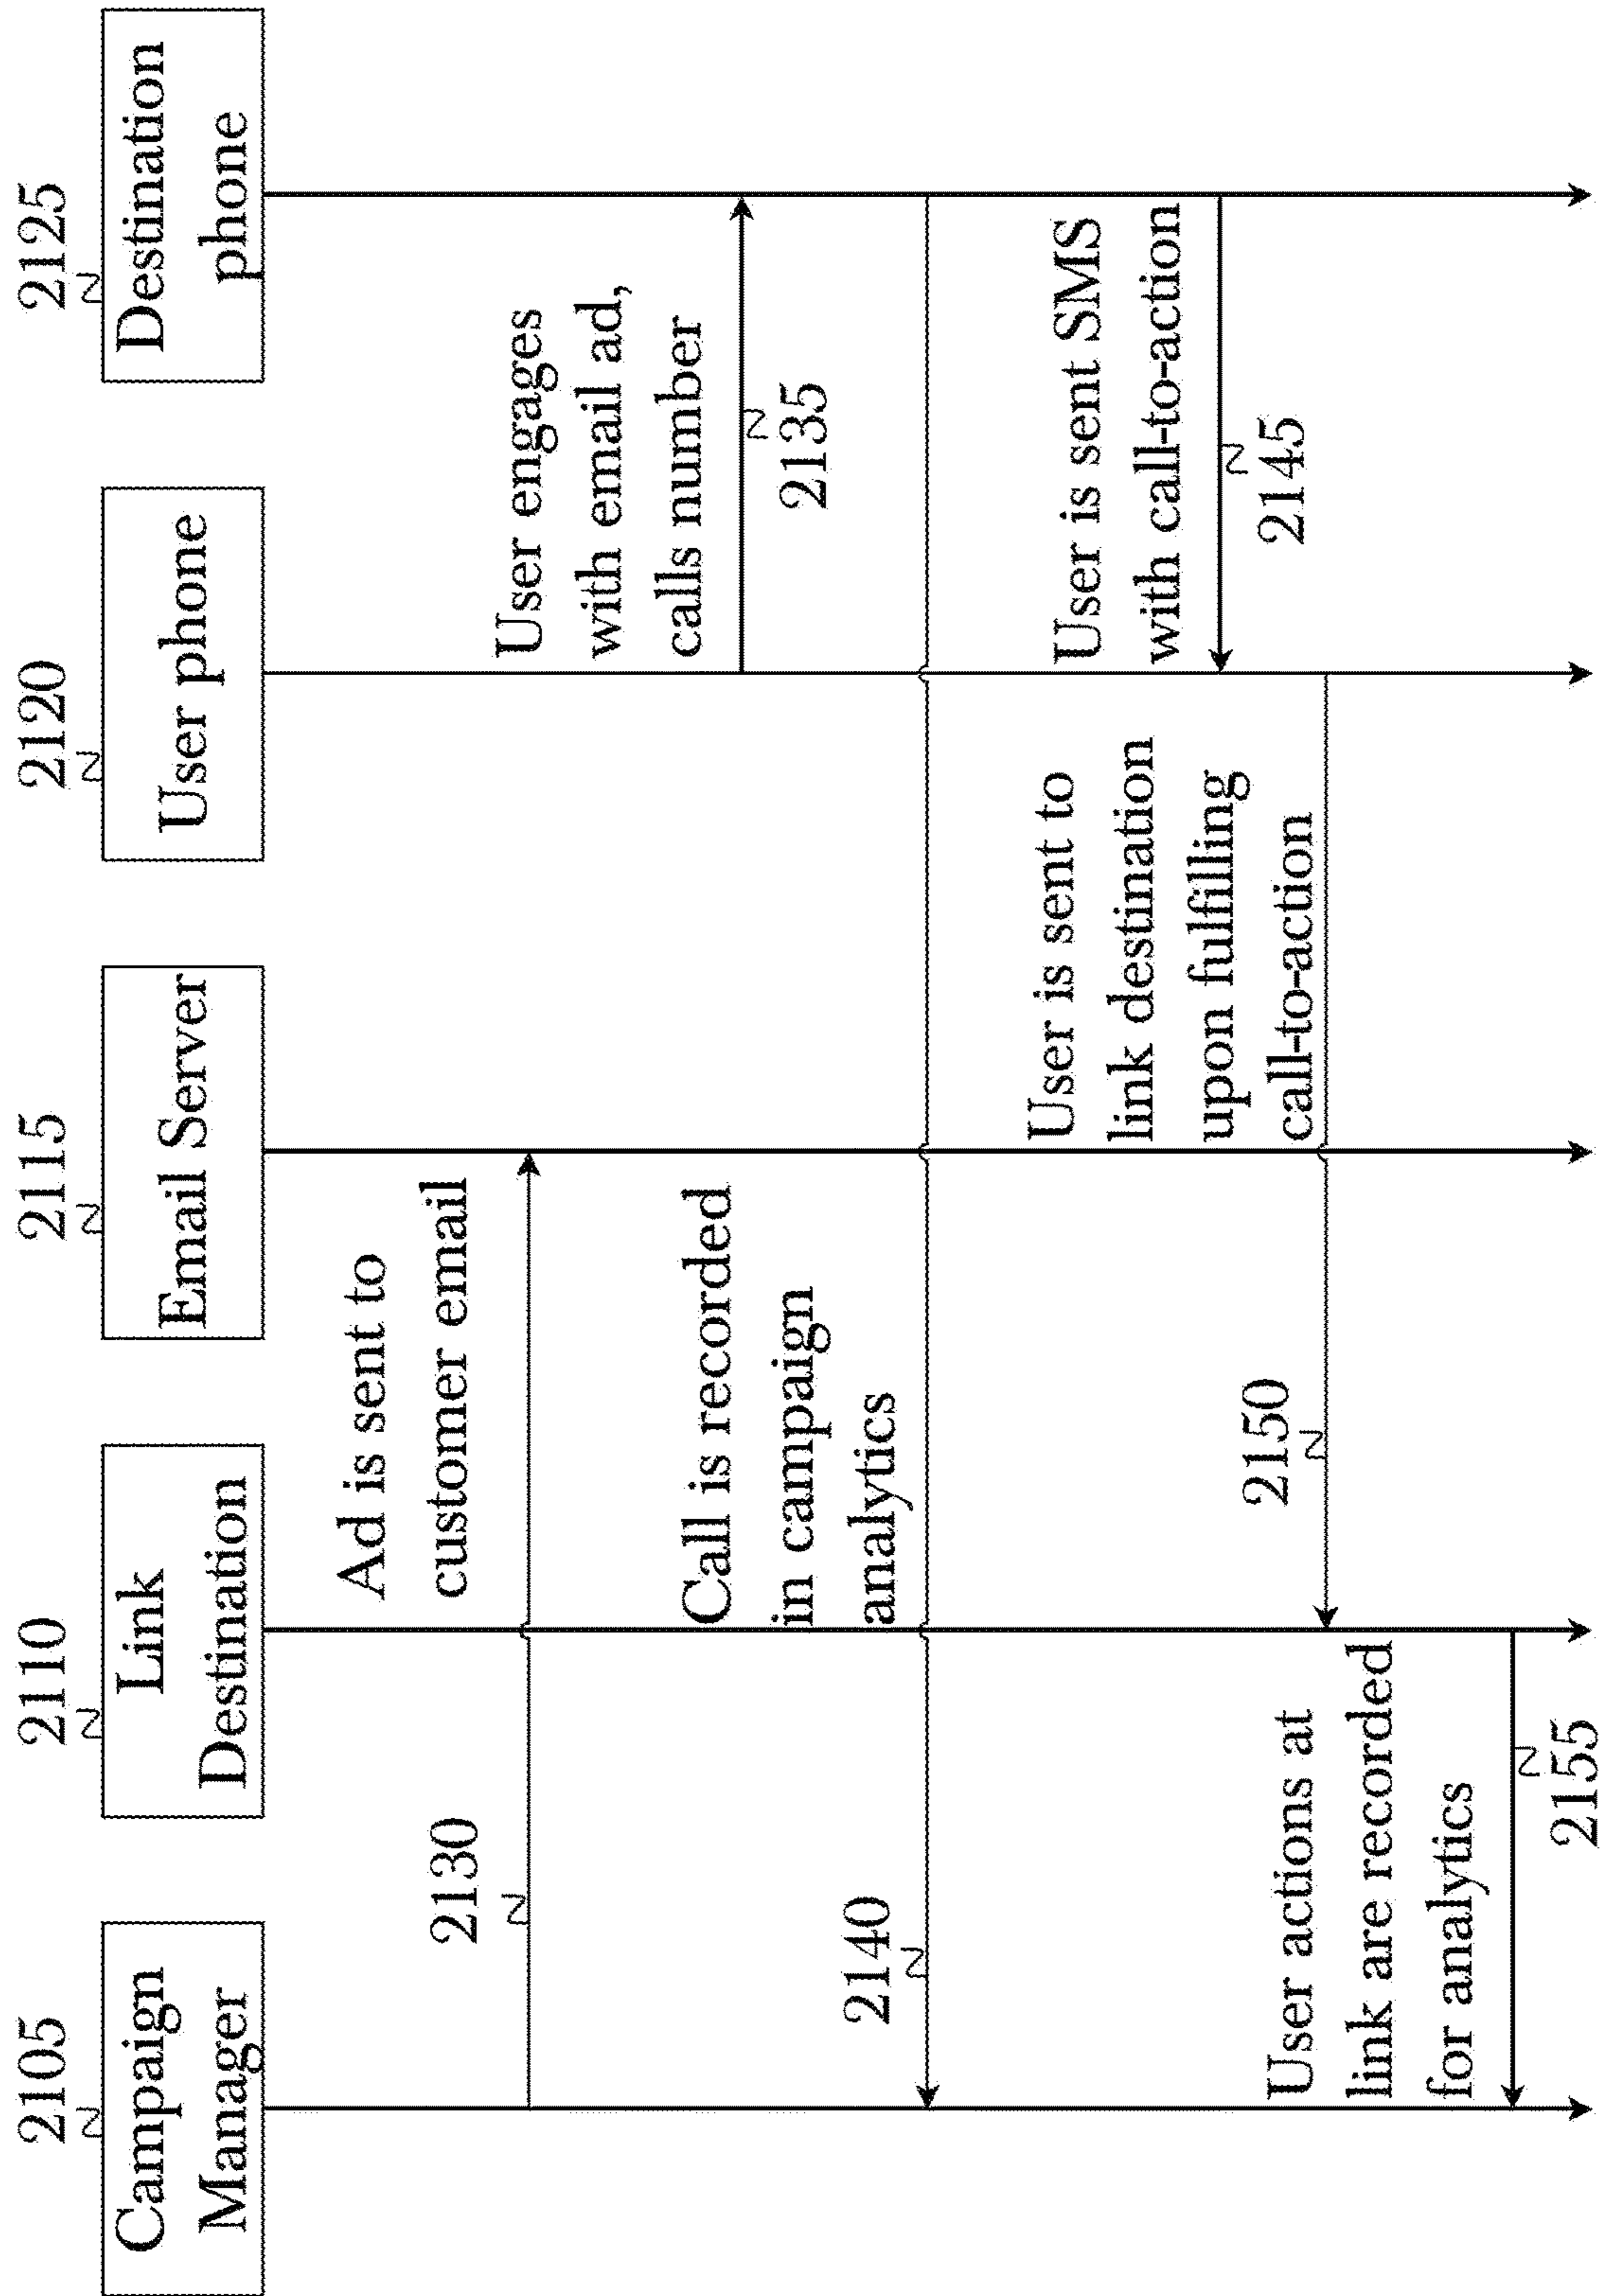 2105
2110
2115
2120
2125
Campaign
Manager
Link
Destination
Email Server
User phone
Destination
phone
Ad is sent to
customer email
2130
User engages
with email ad,
calls number
2135
Call is recorded
in campaign
analytics
2140
User is sent SMS
with call-to-action
2145
User is sent to
link destination
upon fulfilling
call-to-action
2150
User actions at
link are recorded
for analytics
2155